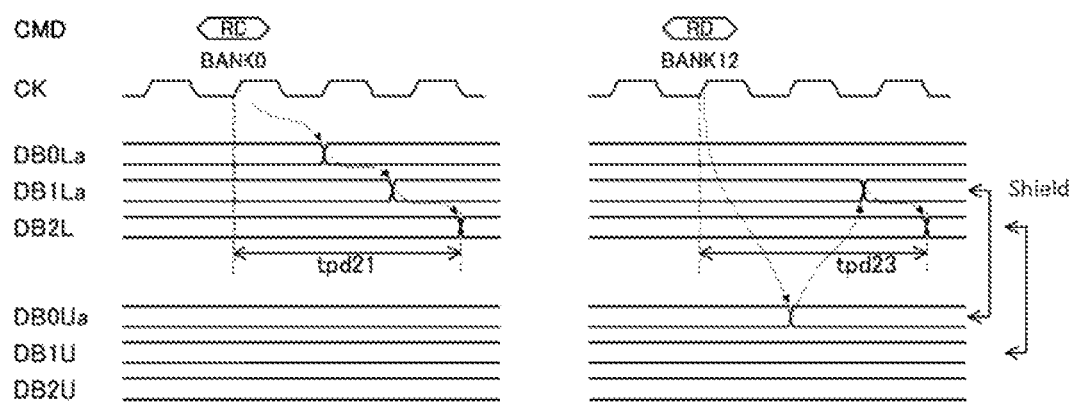 CMD RD RD
BANK0 BANK12
CK
DB0La
DB1La Shield
DB2L
tpd21 tpd23
DB0Ua
DB1U
DB2U